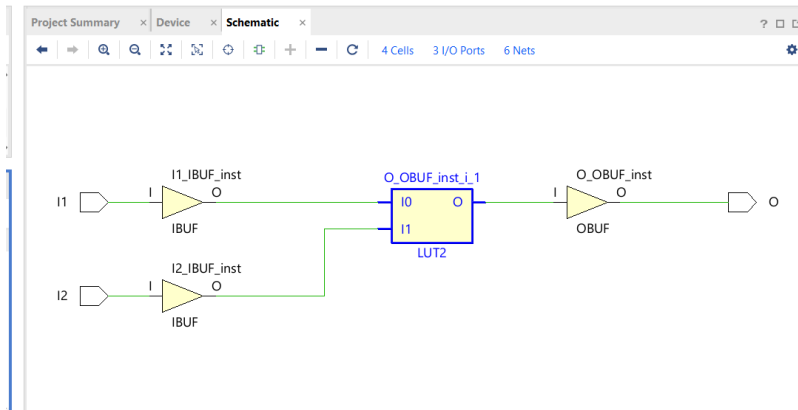 Project Summary × Device × Schematic ×
4 Cells 3 I/O Ports 6 Nets
I1_IBUF_inst O_OBUF_inst_i_1 O_OBUF_inst
I1 I O I0 O I O O
IBUF I1 OBUF
I2_IBUF_inst LUT2
I2 I O
IBUF